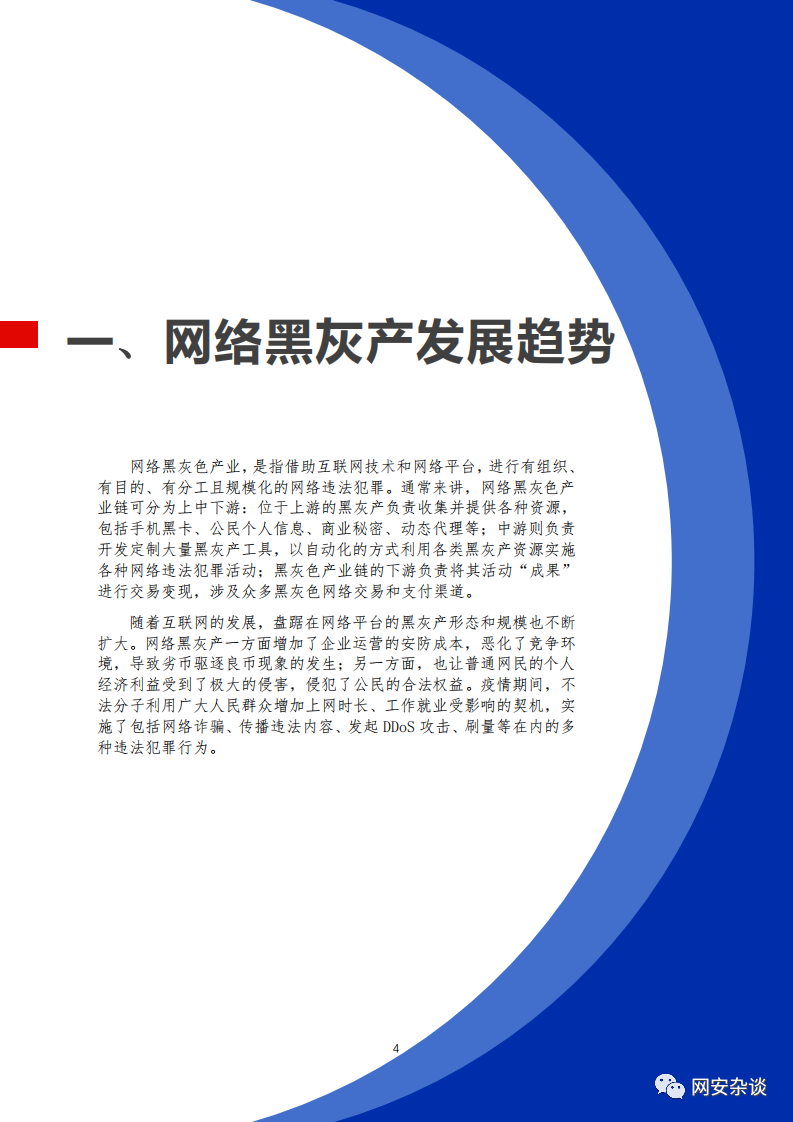 一、网络黑灰产发展趋势
网络黑灰色产业,是指借助互联网技术和网络平台,进行有组织、
有目的、有分工且规模化的网络违法犯罪。通常来讲,网络黑灰色产
业链可分为上中下游:位于上游的黑灰产负责收集并提供各种资源,
包括手机黑卡、公民个人信息、商业秘密、动态代理等;中游则负责
开发定制大量黑灰产工具,以自动化的方式利用各类黑灰产资源实施
各种网络违法犯罪活动;黑灰色产业链的下游负责将其活动“成果”
进行交易变现,涉及众多黑灰色网络交易和支付渠道。
随着互联网的发展,盘踞在网络平台的黑灰产形态和规模也不断
扩大。网络黑灰产一方面增加了企业运营的安防成本,恶化了竞争环
境,导致劣币驱逐良币现象的发生;另一方面,也让普通网民的个人
经济利益受到了极大的侵害,侵犯了公民的合法权益。疫情期间,不
法分子利用广大人民群众增加上网时长、工作就业受影响的契机,实
施了包括网络诈骗、传播违法内容、发起 DDoS 攻击、刷量等在内的多
种违法犯罪行为。
4
网安杂谈